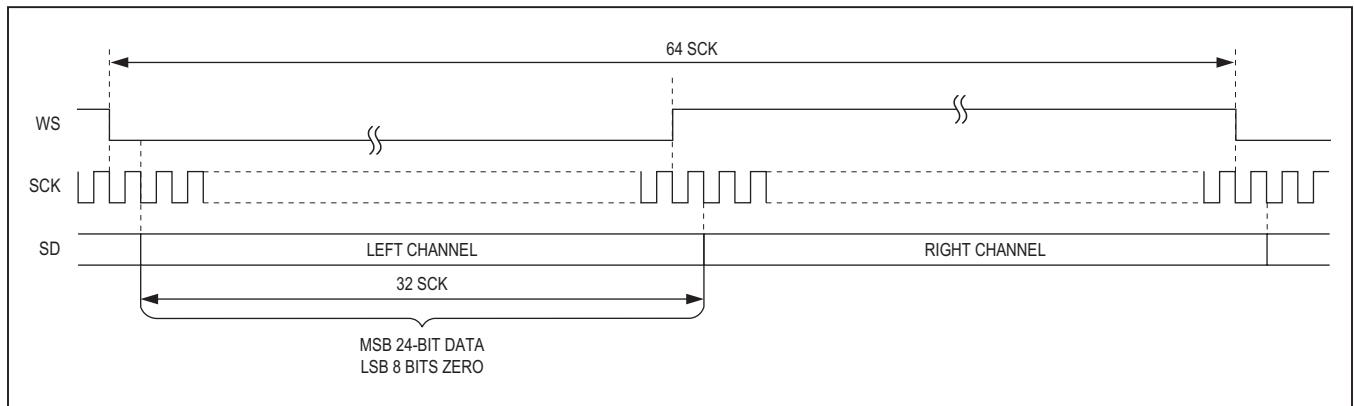 64 SCK
WS
SCK
SD
LEFT CHANNEL
RIGHT CHANNEL
32 SCK
MSB 24-BIT DATA
LSB 8 BITS ZERO